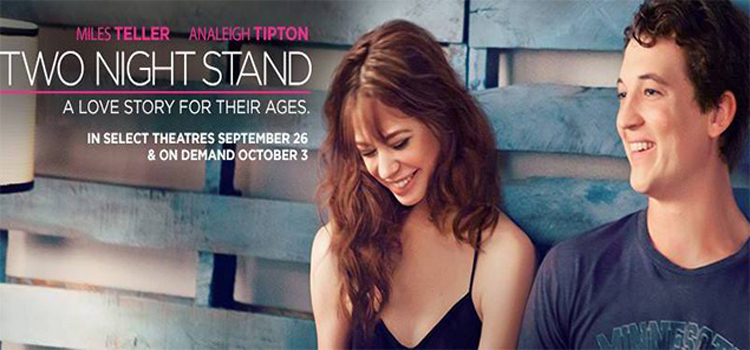 MILES TELLER ANALEIGH TIPTON
TWO NIGHT STAND
A LOVE STORY FOR THEIR AGES.
IN SELECT THEATRES SEPTEMBER 26
& ON DEMAND OCTOBER 3